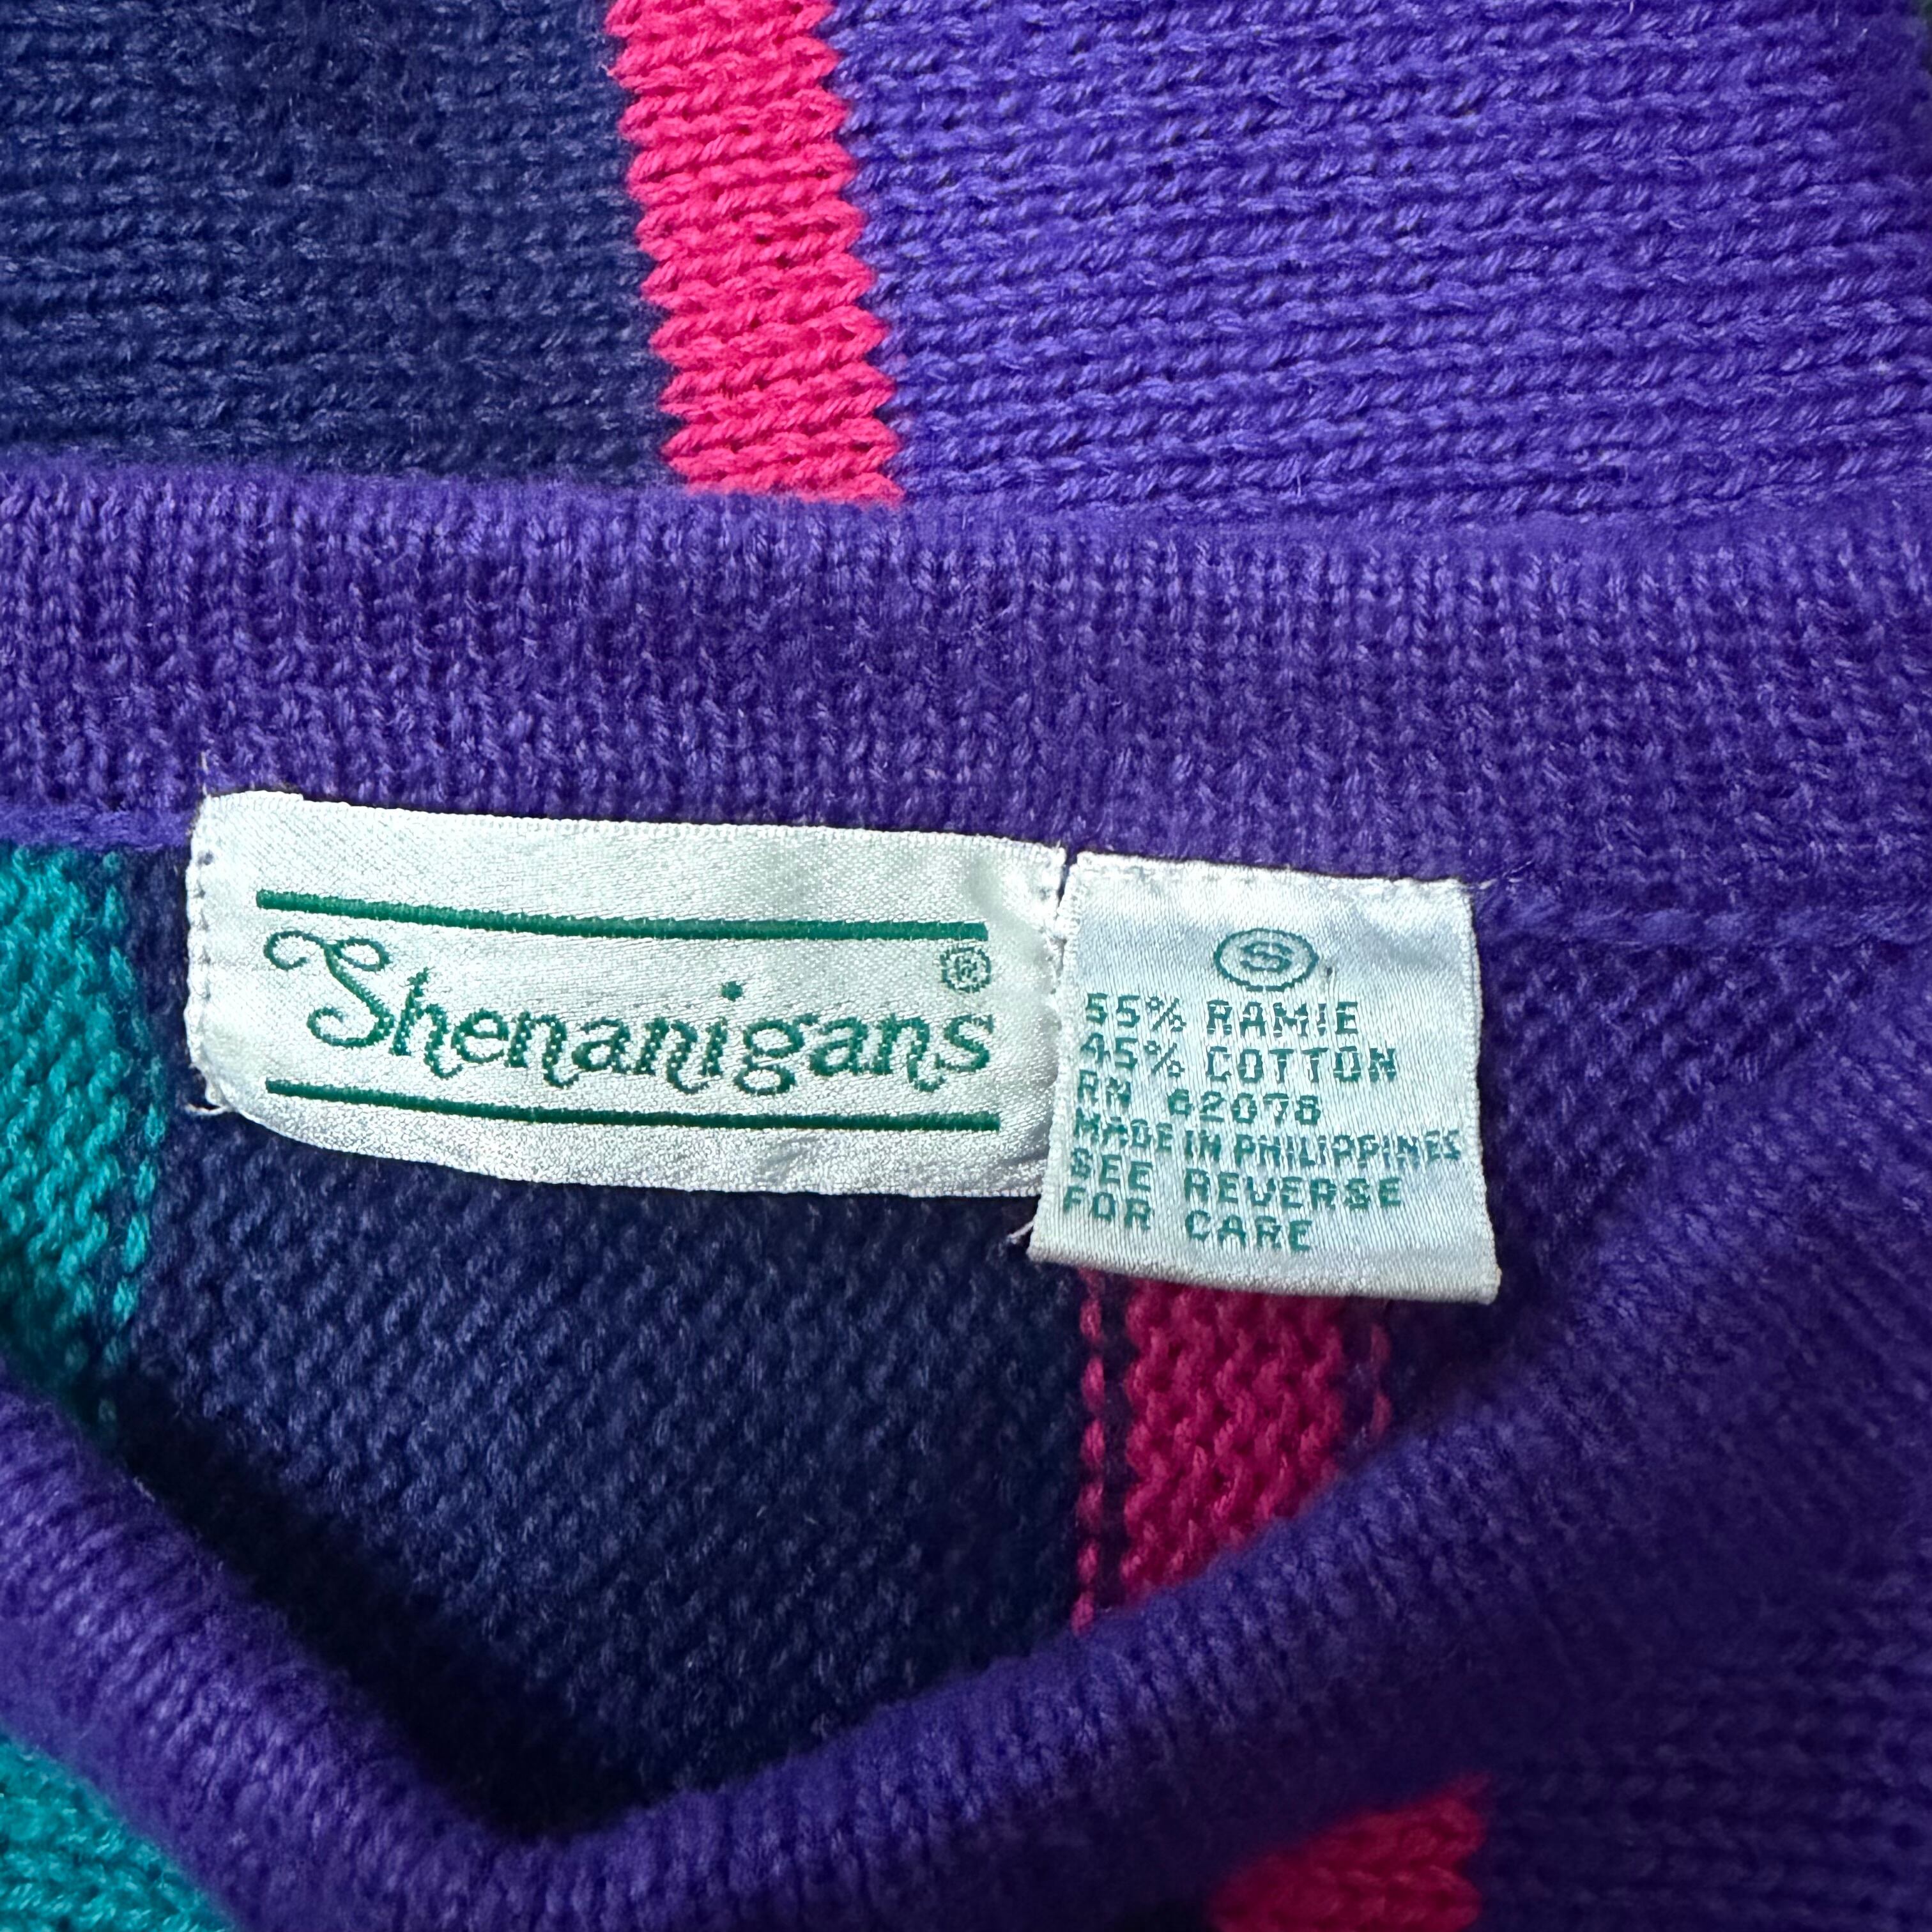 Shenanigans®
S
55% RAMIE
45% COTTON
RN 62078
MADE IN PHILIPPINES
SEE REVERSE
FOR CARE